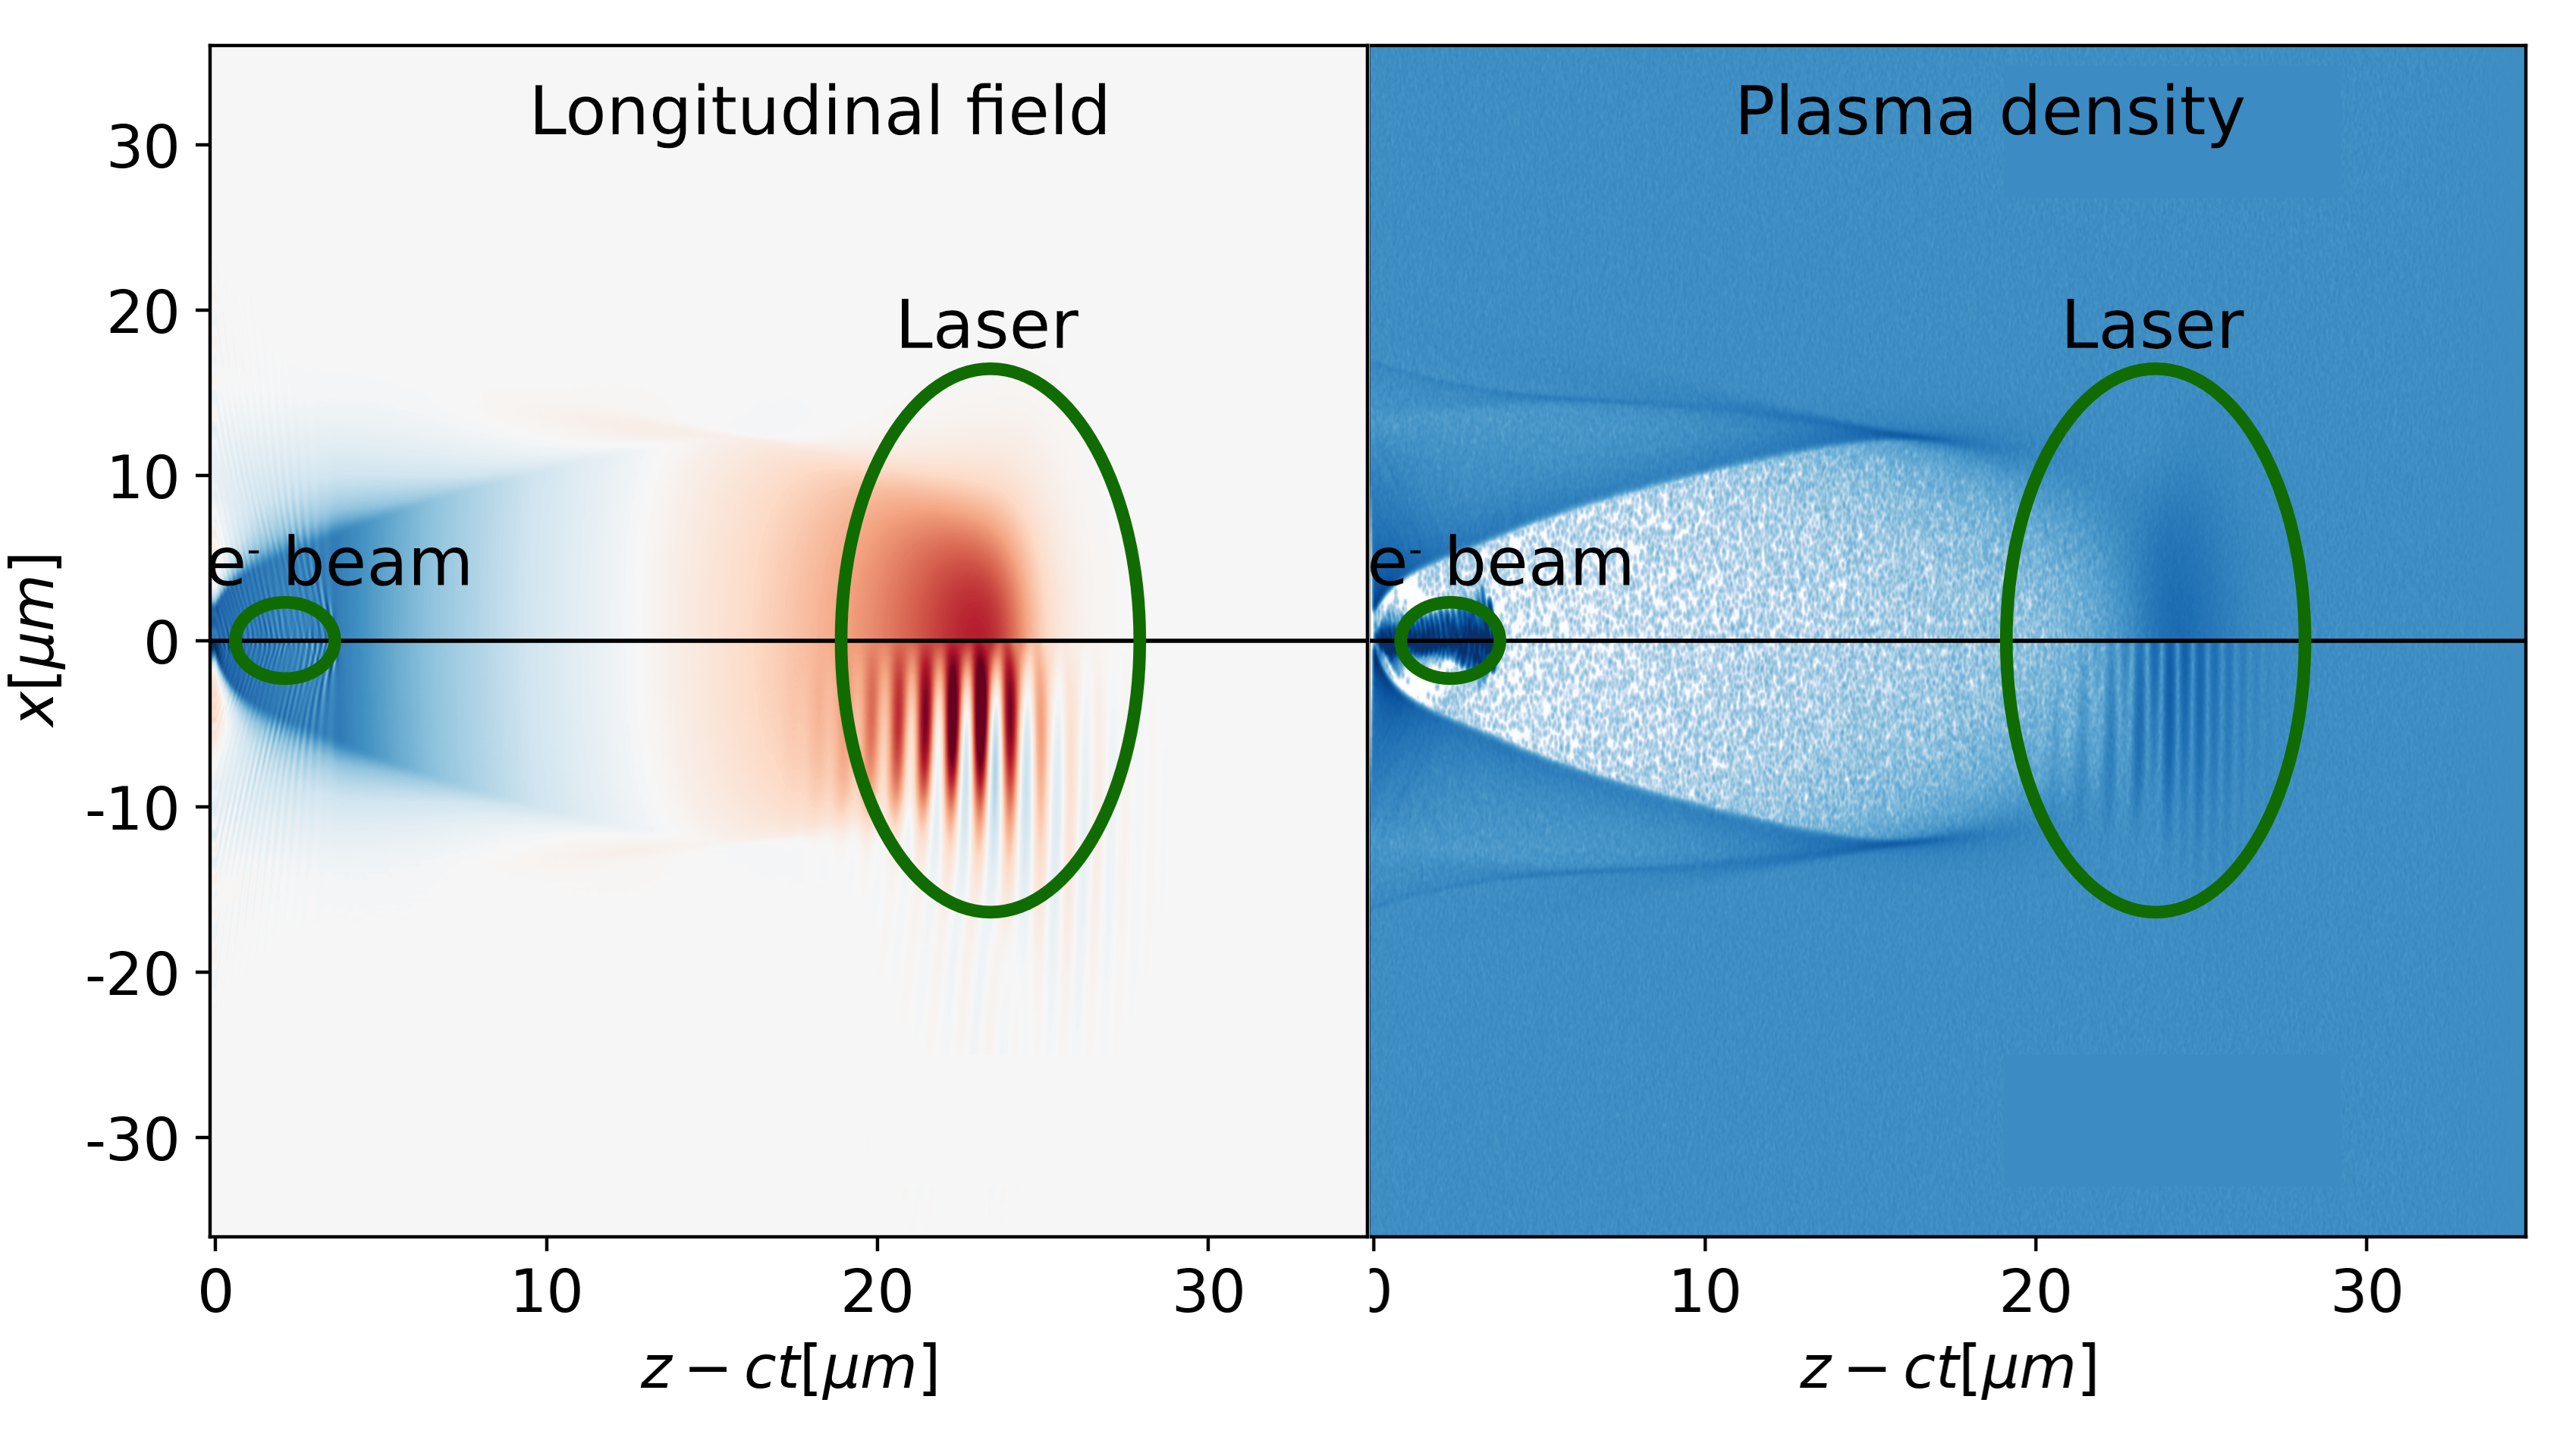 Longitudinal field
Plasma density
30
20
10
0
-10
-20
-30
x[μm]
Laser
Laser
e- beam
e- beam
0 10 20 30
0 10 20 30
z − ct[μm]
z − ct[μm]